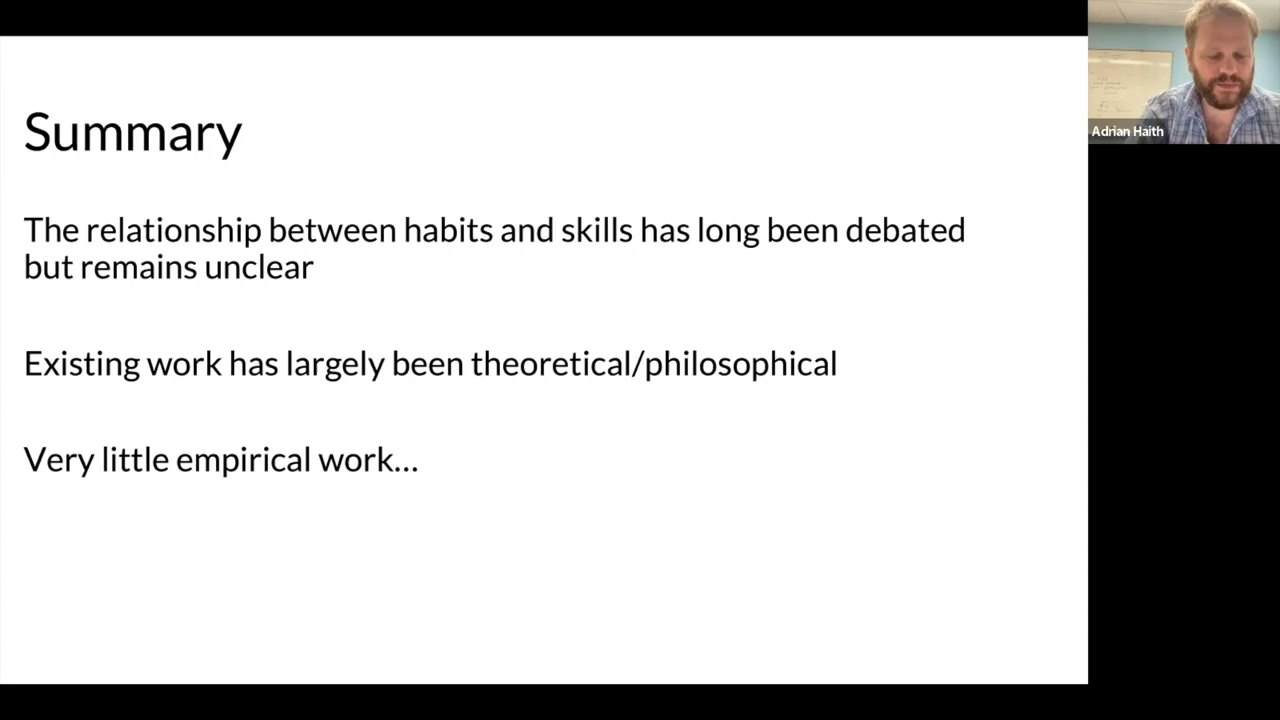 Summary
The relationship between habits and skills has long been debated
but remains unclear
Existing work has largely been theoretical/philosophical
Very little empirical work...
Adrian Haith